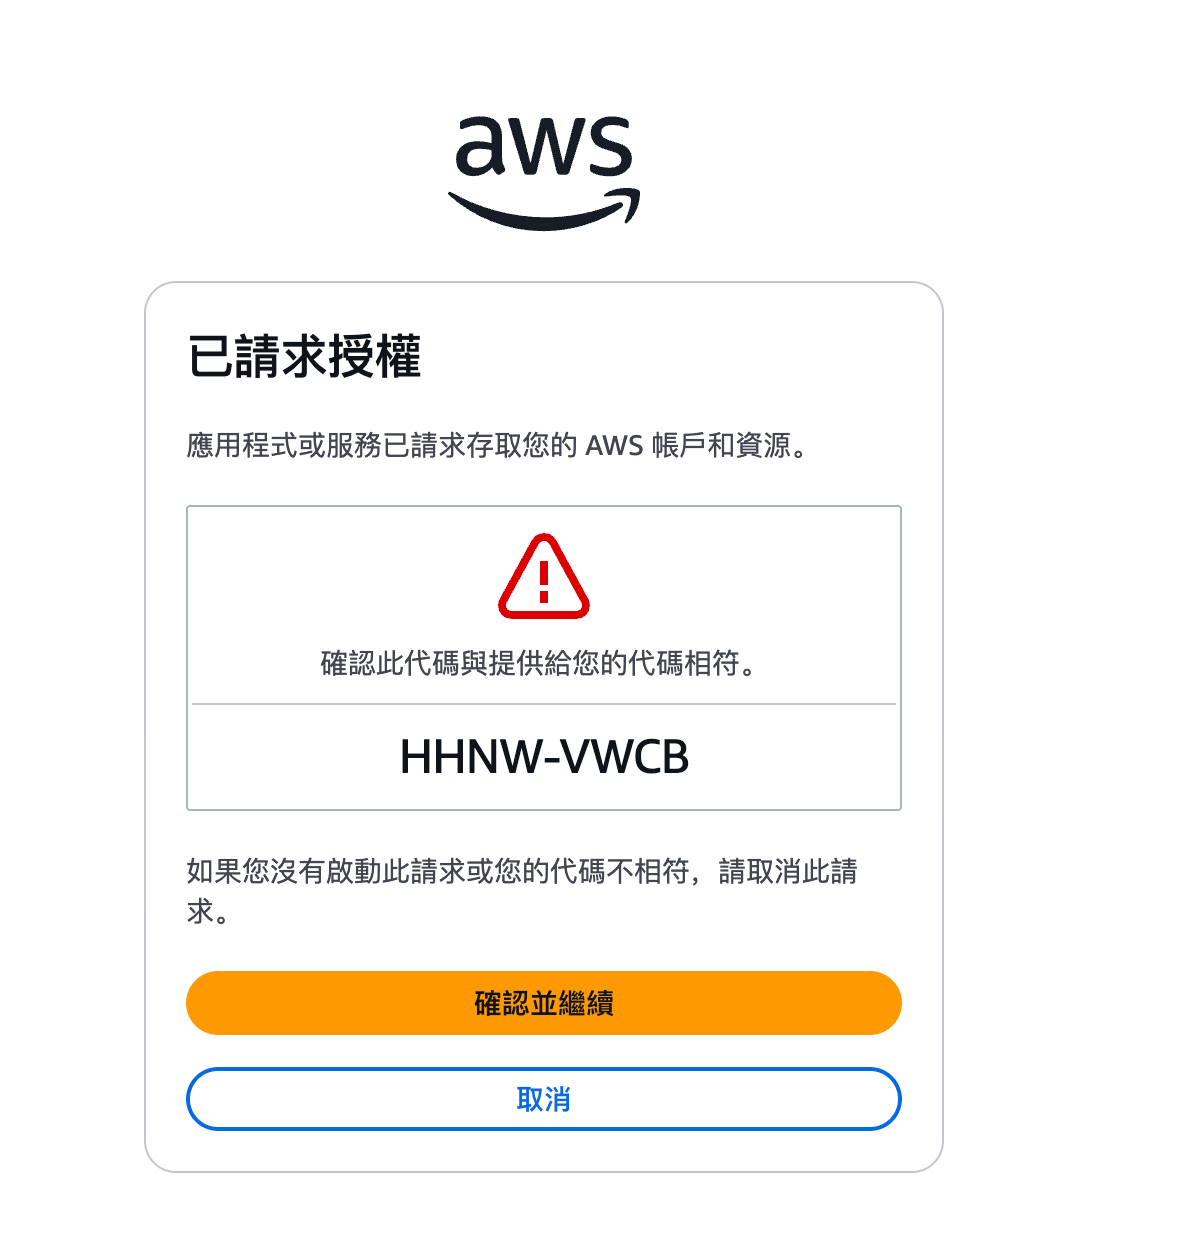 aws
已請求授權
應用程式或服務已請求存取您的 AWS 帳戶和資源。
確認此代碼與提供給您的代碼相符。
HHNW-VWCB
如果您沒有啟動此請求或您的代碼不相符，請取消此請
求。
確認並繼續
取消